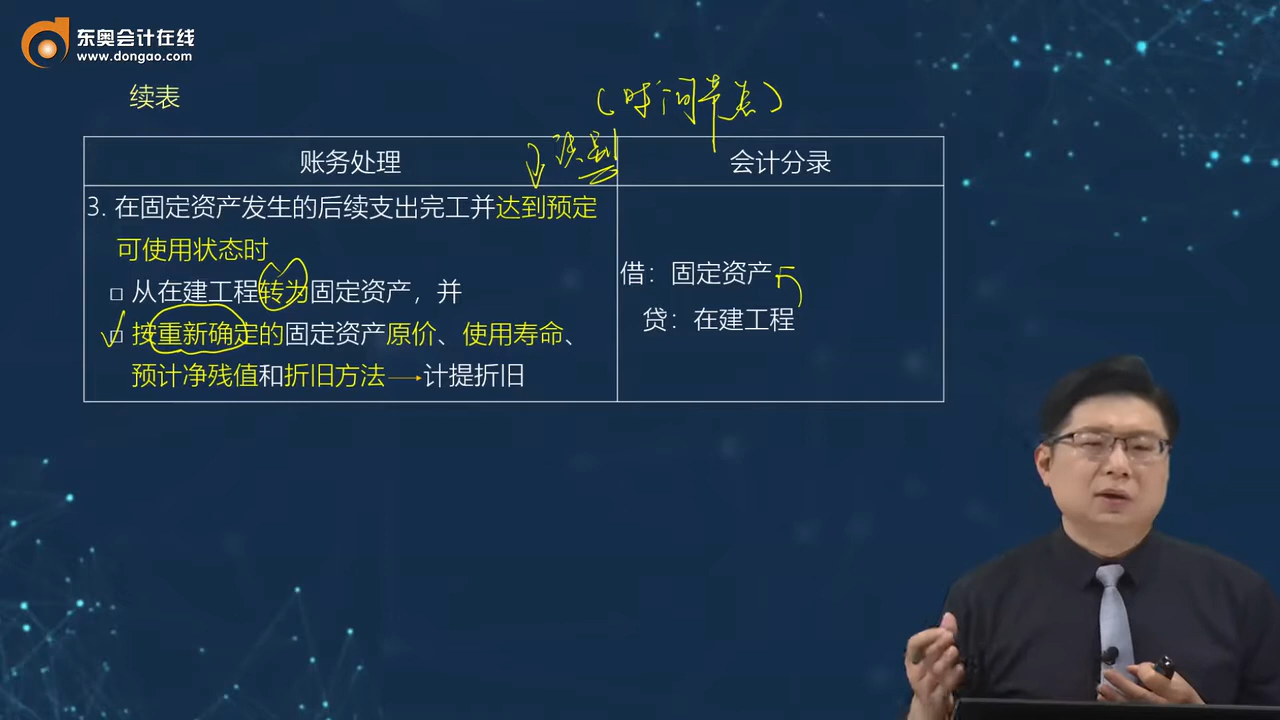 东奥会计在线
www.dongao.com
续表
(时间节点)
类别
账务处理
会计分录
3. 在固定资产发生的后续支出完工并达到预定
可使用状态时
□ 从在建工程转为固定资产，并
□ 按重新确定的固定资产原价、使用寿命、
预计净残值和折旧方法→计提折旧
借：固定资产
贷：在建工程